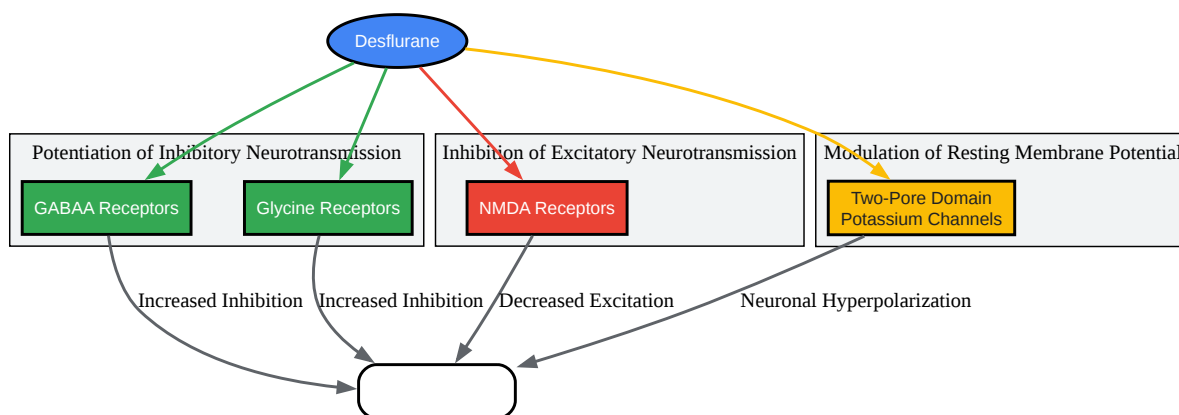 Desflurane
Potentiation of Inhibitory Neurotransmission
Inhibition of Excitatory Neurotransmission
Modulation of Resting Membrane Potential
GABAA Receptors
Glycine Receptors
NMDA Receptors
Two-Pore Domain
Potassium Channels
Increased Inhibition
Increased Inhibition
Decreased Excitation
Neuronal Hyperpolarization